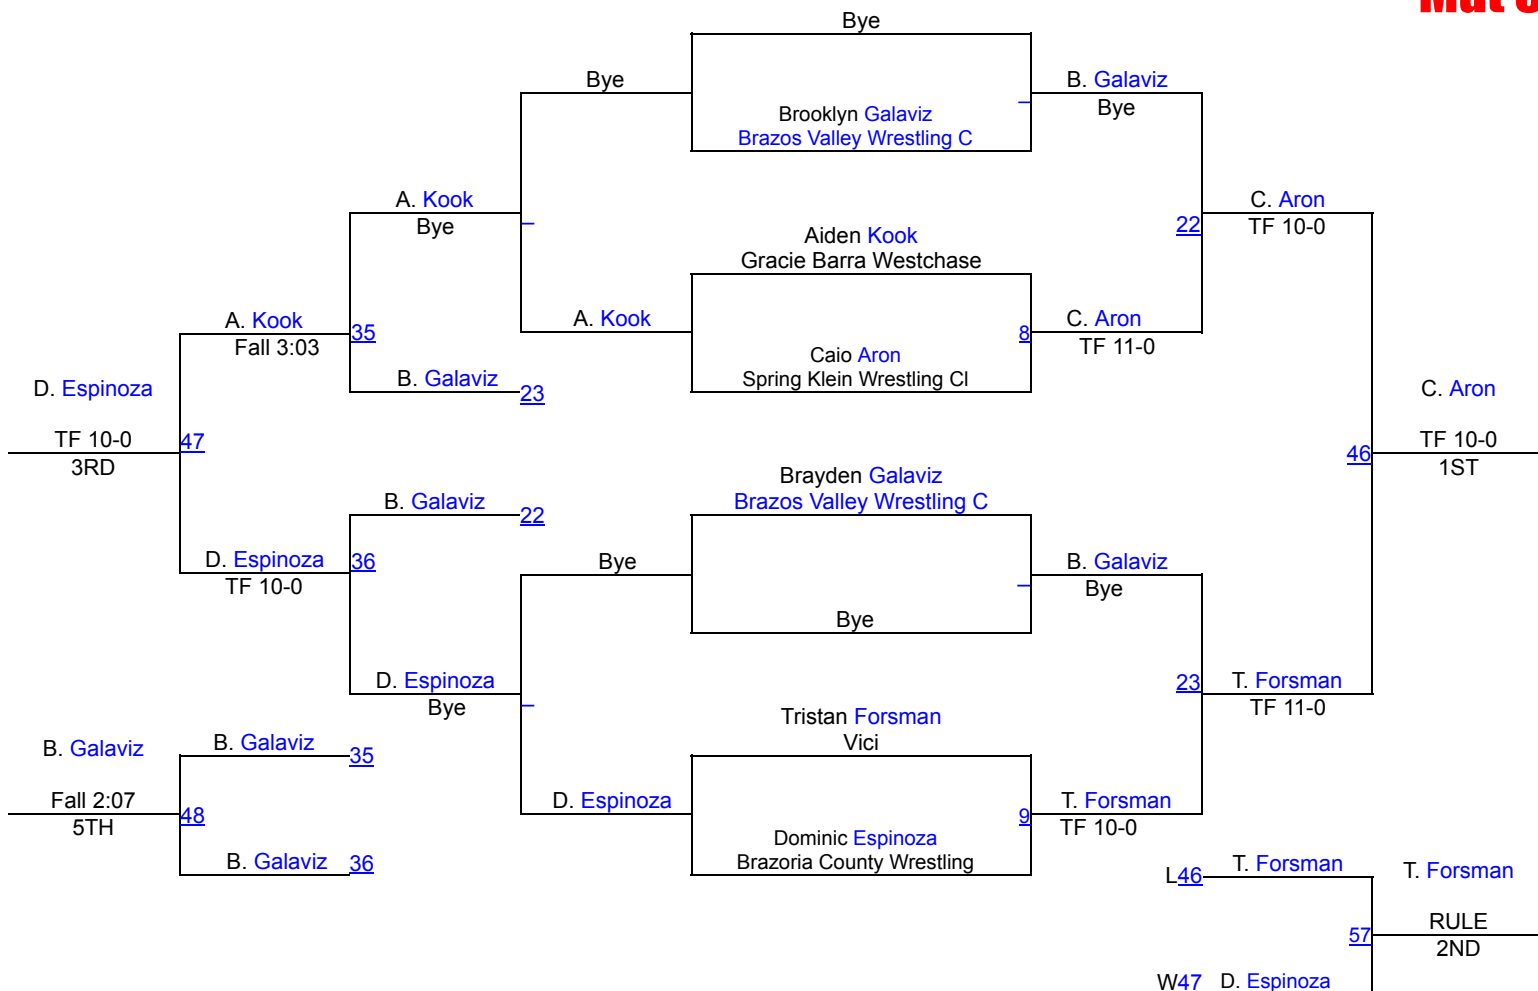 Mat
Bye
Bye
B. Galaviz
Bye
Brooklyn Galaviz
Brazos Valley Wrestling C
A. Kook
Bye
C. Aron
TF 10-0
22
Aiden Kook
Gracie Barra Westchase
A. Kook
Fall 3:03
35
A. Kook
8
C. Aron
TF 11-0
Caio Aron
Spring Klein Wrestling Cl
B. Galaviz
23
D. Espinoza
TF 10-0
3RD
47
C. Aron
TF 10-0
1ST
46
Brayden Galaviz
Brazos Valley Wrestling C
B. Galaviz
22
D. Espinoza
TF 10-0
36
Bye
B. Galaviz
Bye
Bye
D. Espinoza
Bye
23
T. Forsman
TF 11-0
Tristan Forsman
Vici
B. Galaviz
Fall 2:07
5TH
B. Galaviz
35
48
D. Espinoza
9
T. Forsman
TF 10-0
Dominic Espinoza
Brazoria County Wrestling
B. Galaviz
36
L46
T. Forsman
T. Forsman
RULE
2ND
57
W47
D. Espinoza